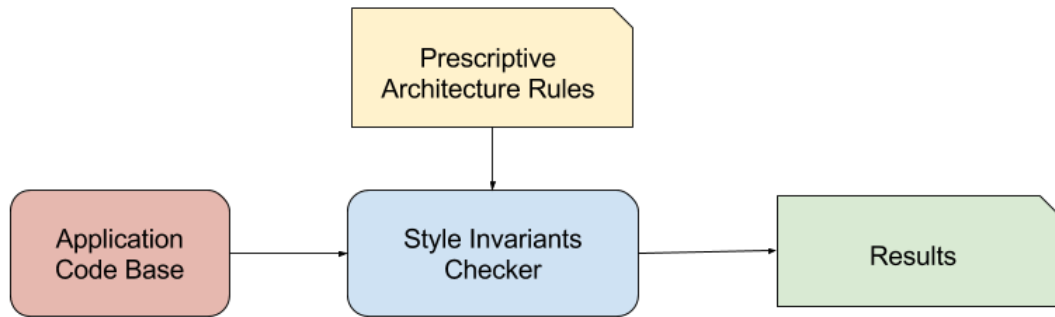 Prescriptive
Architecture Rules
Application
Code Base
Style Invariants
Checker
Results